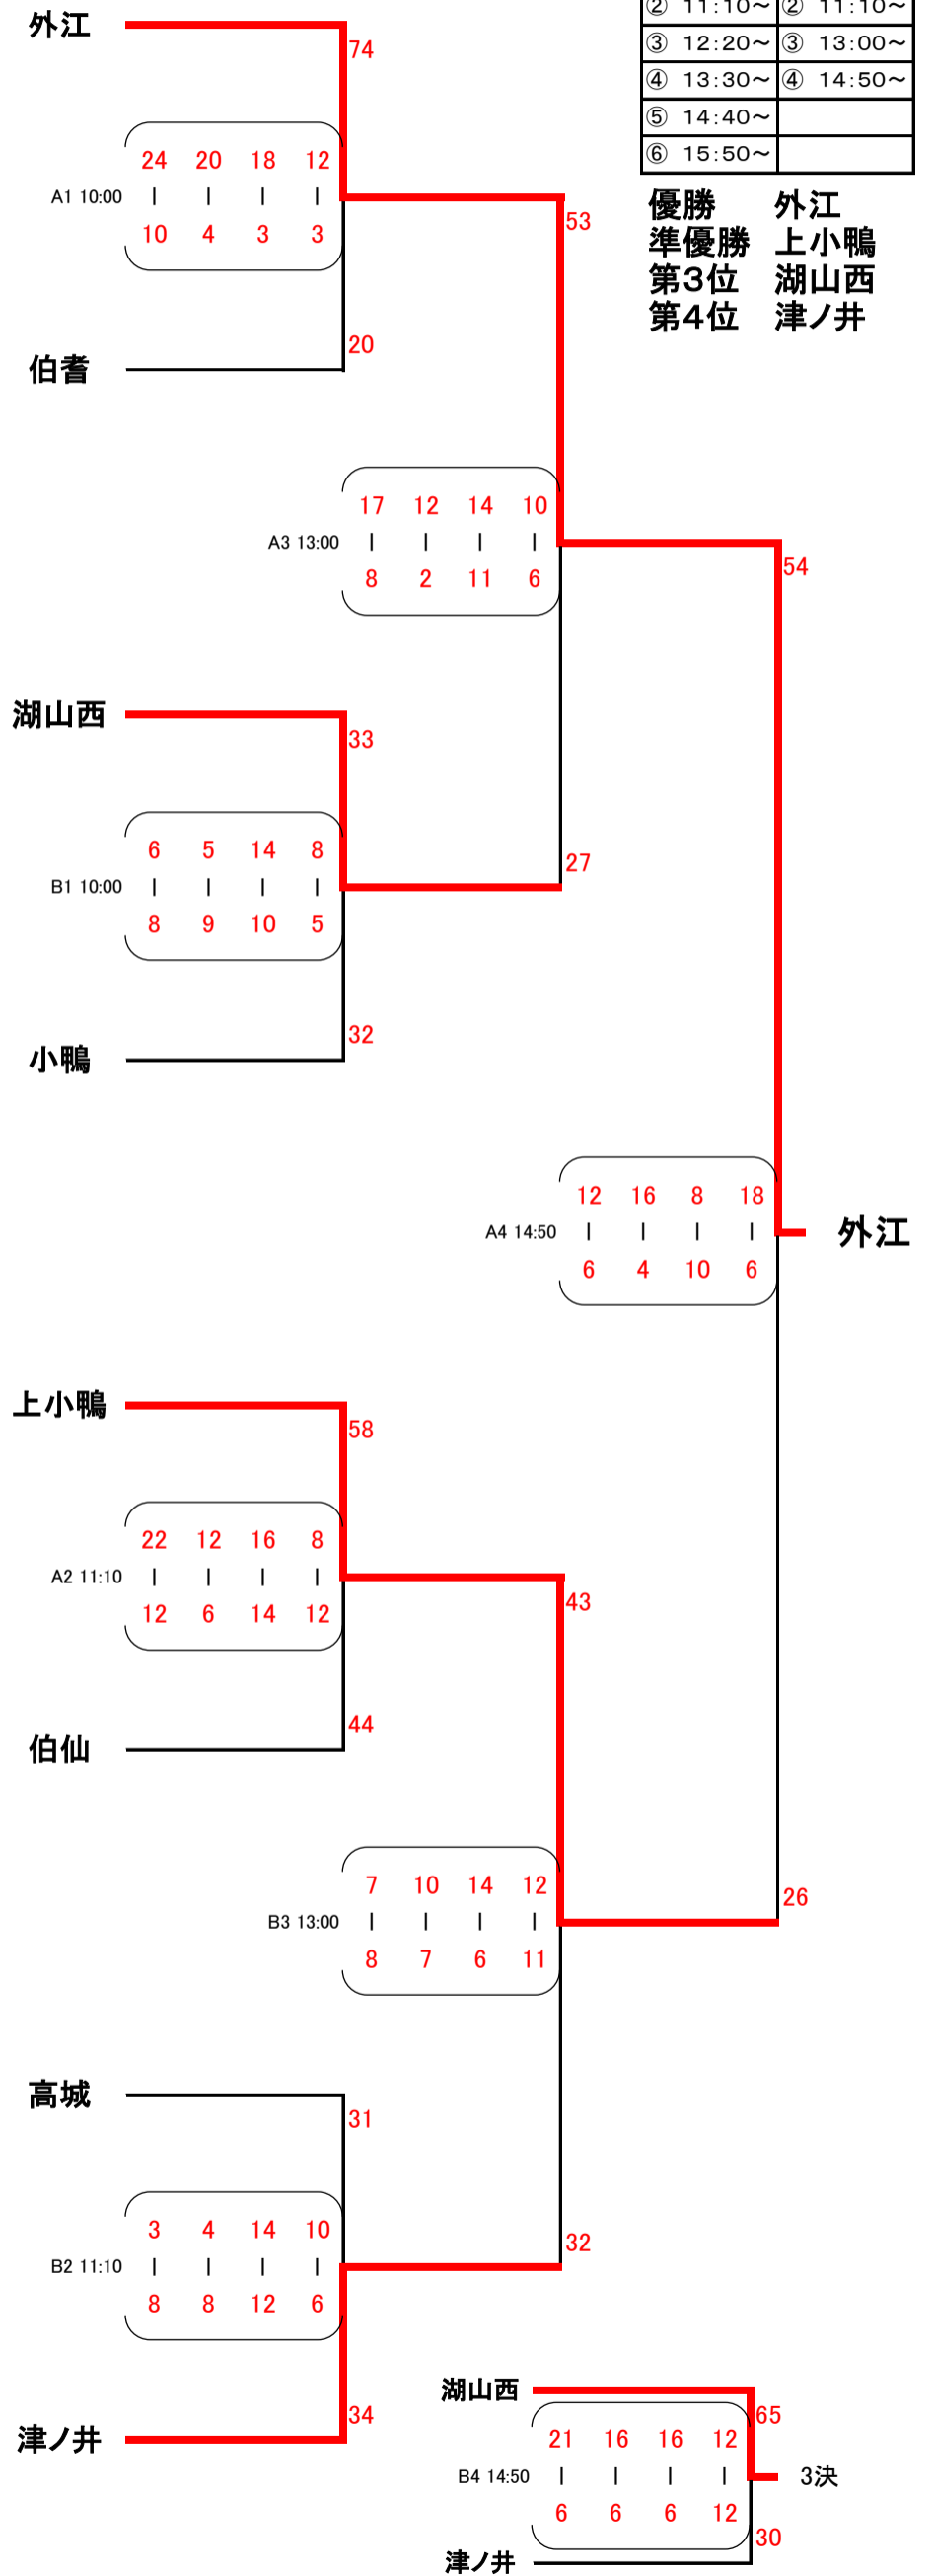 ② 11:10～ ② 11:10～
③ 12:20～ ③ 13:00～
④ 13:30～ ④ 14:50～
⑤ 14:40～
⑥ 15:50～
優勝 外江
準優勝 上小鴨
第3位 湖山西
第4位 津ノ井
外江
74
24 20 18 12
A1 10:00 | | | |
10 4 3 3
53
20
伯耆
17 12 14 10
A3 13:00 | | | |
8 2 11 6
54
湖山西
33
6 5 14 8
B1 10:00 | | | |
8 9 10 5
27
32
小鴨
12 16 8 18
A4 14:50 | | | |
6 4 10 6
外江
上小鴨
58
22 12 16 8
A2 11:10 | | | |
12 6 14 12
43
44
伯仙
7 10 14 12
B3 13:00 | | | |
8 7 6 11
26
高城
31
3 4 14 10
B2 11:10 | | | |
8 8 12 6
32
34
津ノ井
湖山西
65
21 16 16 12
B4 14:50 | | | |
6 6 6 12
3決
30
津ノ井